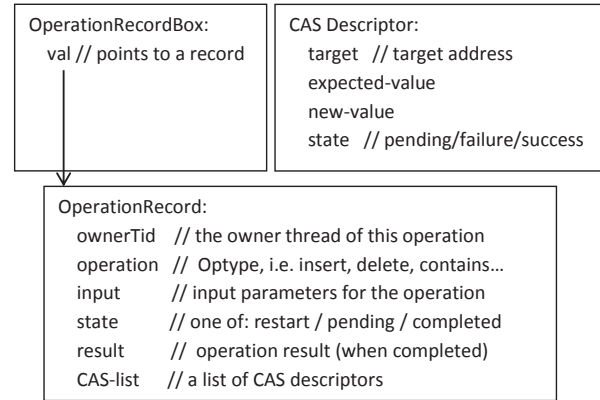 OperationRecordBox:
val // points to a record
CAS Descriptor:
target // target address
expected-value
new-value
state // pending/failure/success
OperationRecord:
ownerTid // the owner thread of this operation
operation // Optype, i.e. insert, delete, contains…
input // input parameters for the operation
state // one of: restart / pending / completed
result // operation result (when completed)
CAS-list // a list of CAS descriptors